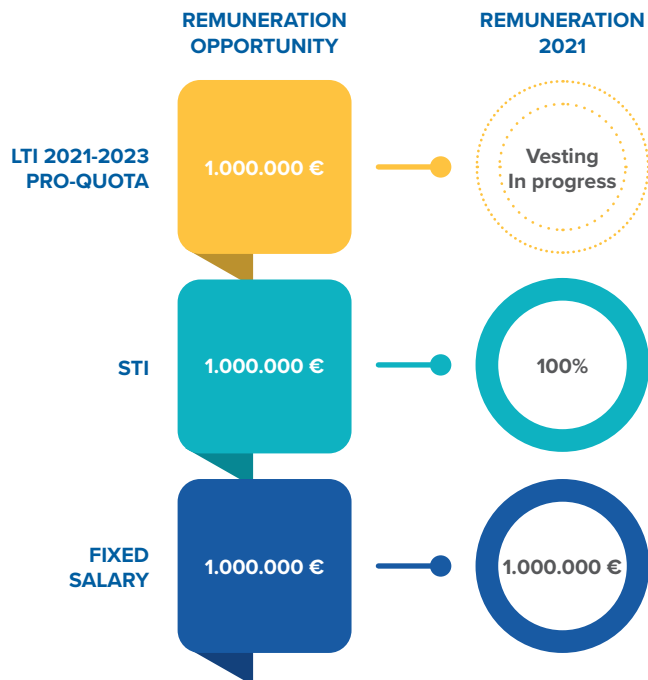 REMUNERATION
OPPORTUNITY
REMUNERATION
2021
LTI 2021-2023
PRO-QUOTA
1.000.000 €
Vesting
In progress
STI
1.000.000 €
100%
FIXED
SALARY
1.000.000 €
1.000.000 €